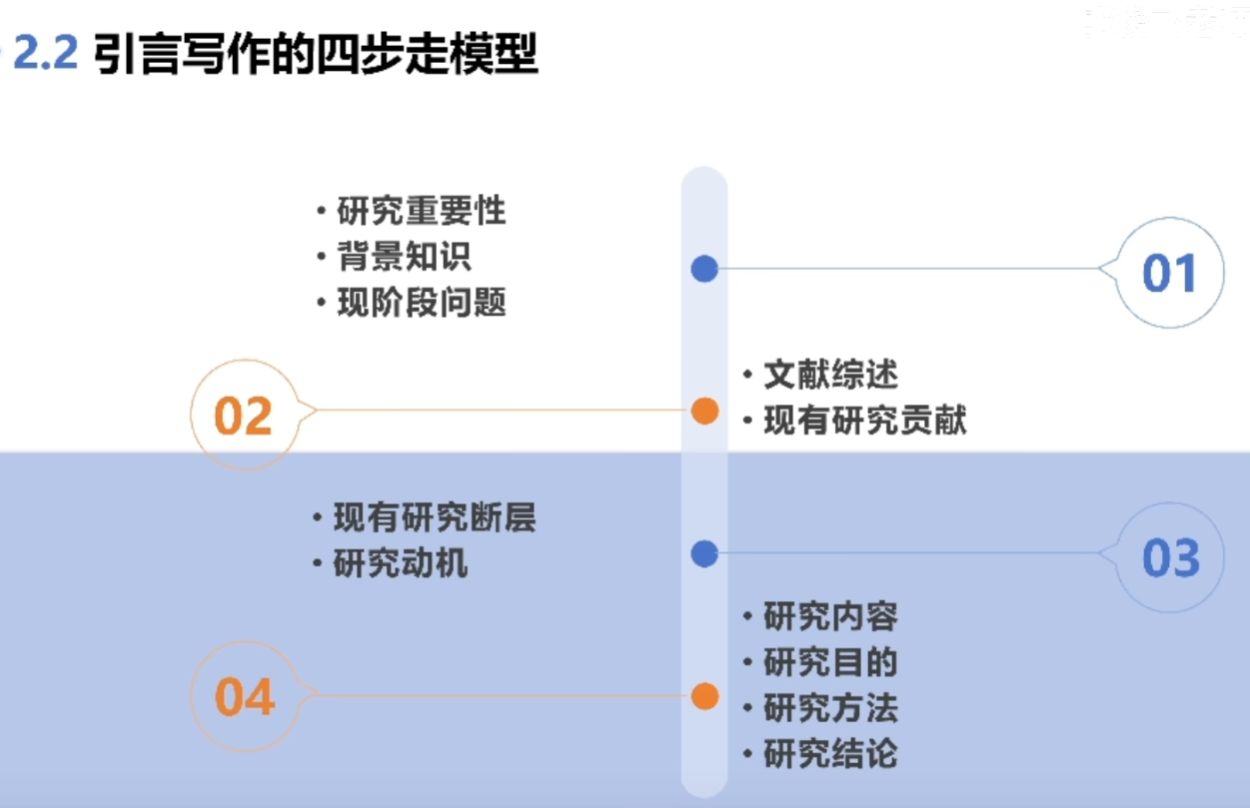 2.2 引言写作的四步走模型
• 研究重要性
• 背景知识
• 现阶段问题
01
02
• 文献综述
• 现有研究贡献
• 现有研究断层
• 研究动机
03
04
• 研究内容
• 研究目的
• 研究方法
• 研究结论